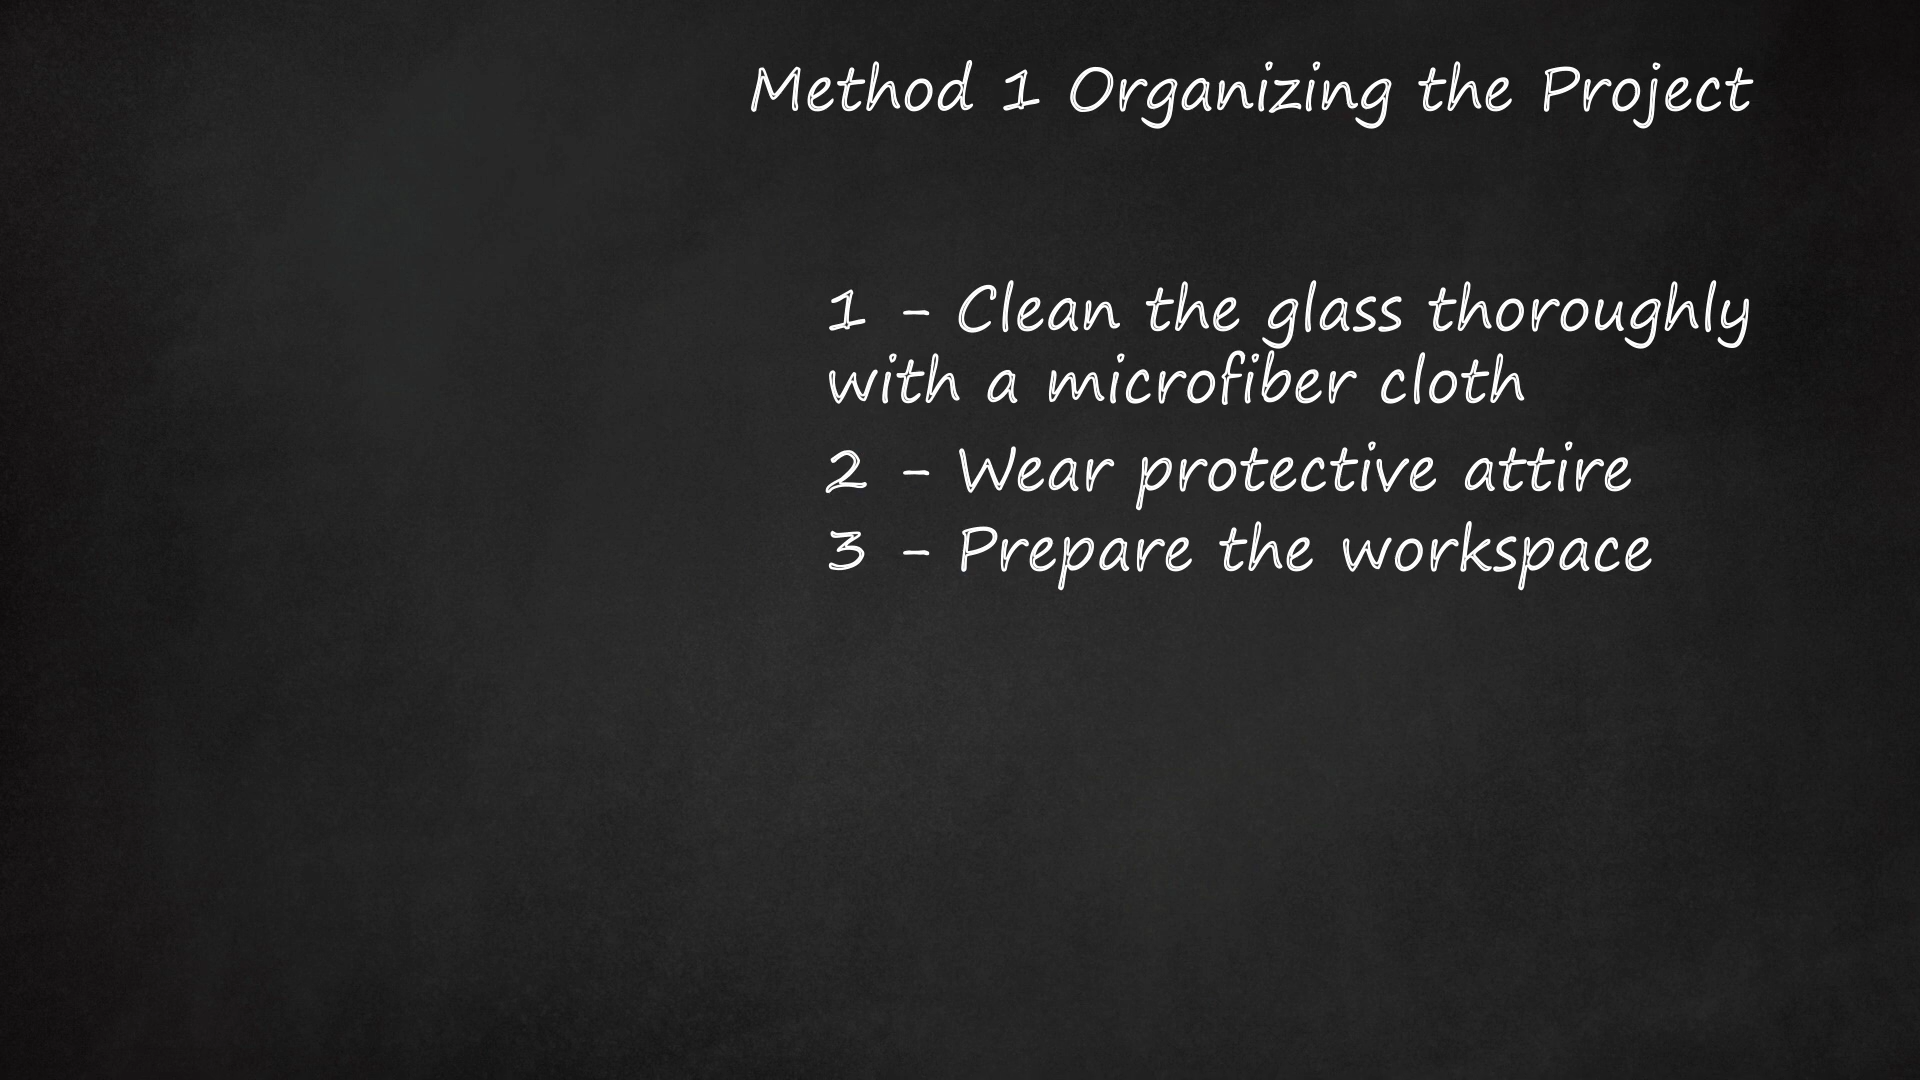 Method 1 Organizing the Project
1 - Clean the glass thoroughly
with a microfiber cloth
2 - Wear protective attire
3 - Prepare the workspace